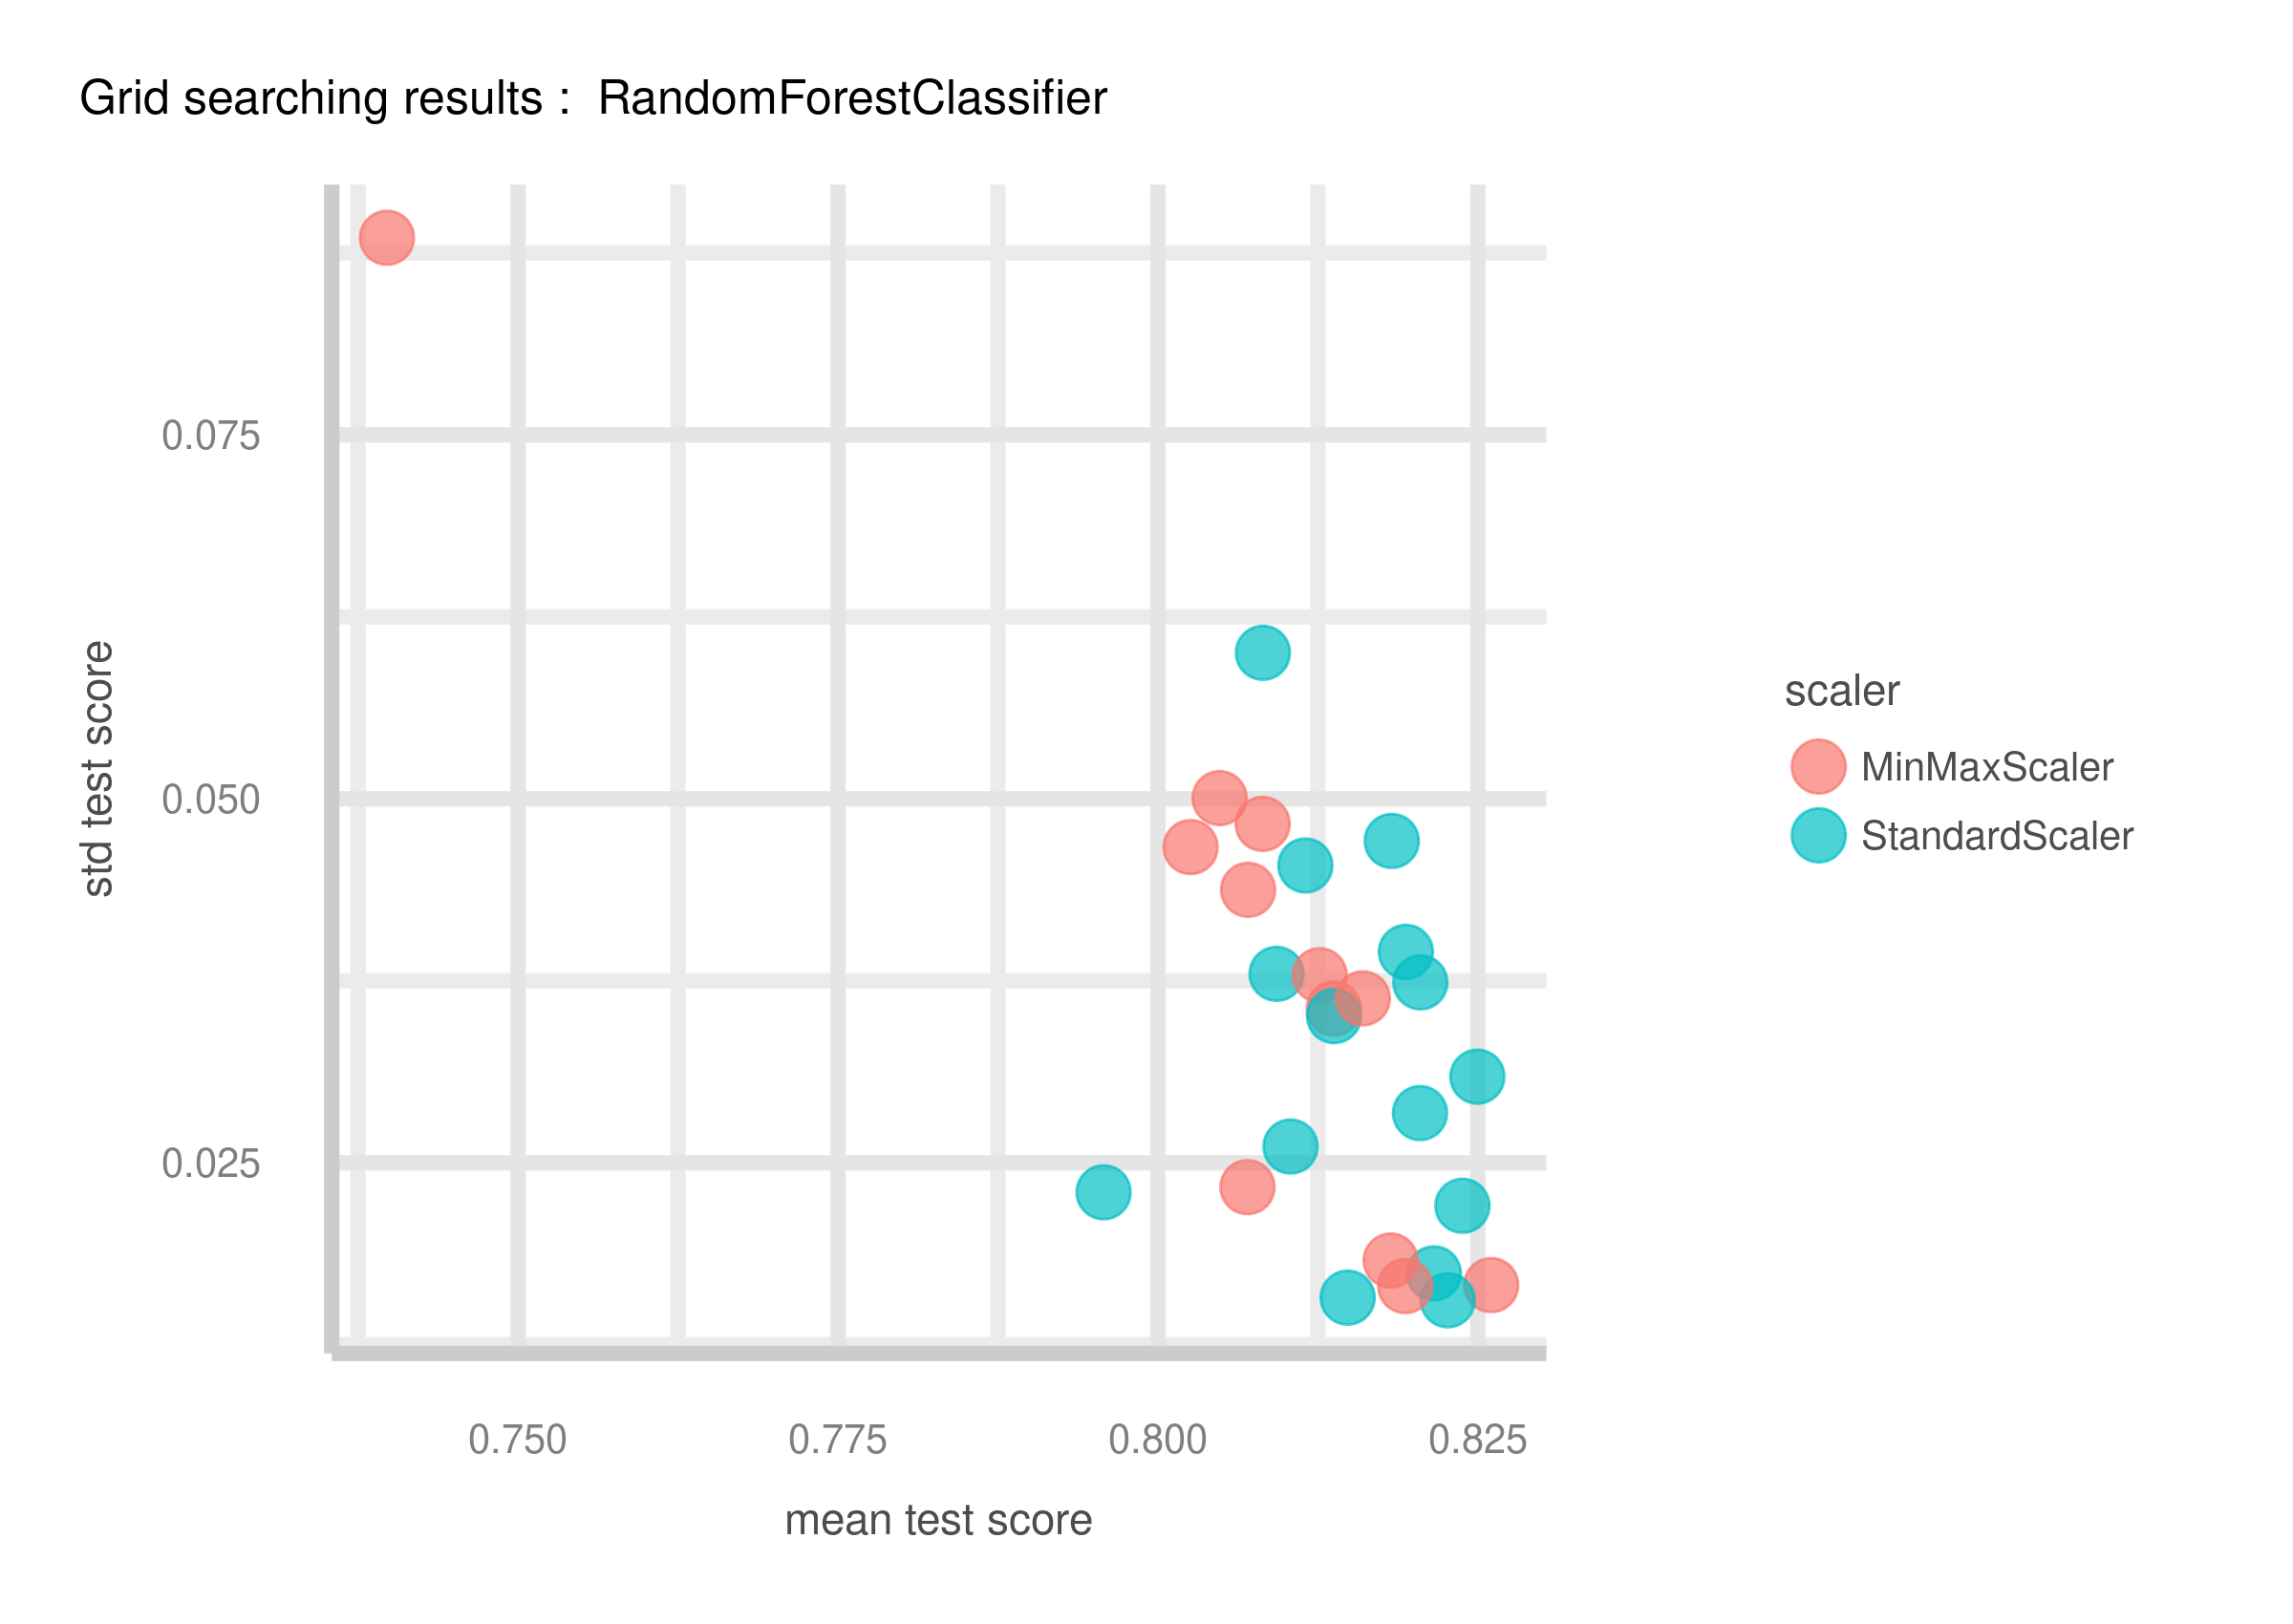 Grid searching results :  RandomForestClassifier
std test score
0.075
0.050
0.025
0.750
0.775
0.800
0.825
mean test score
scaler
MinMaxScaler
StandardScaler